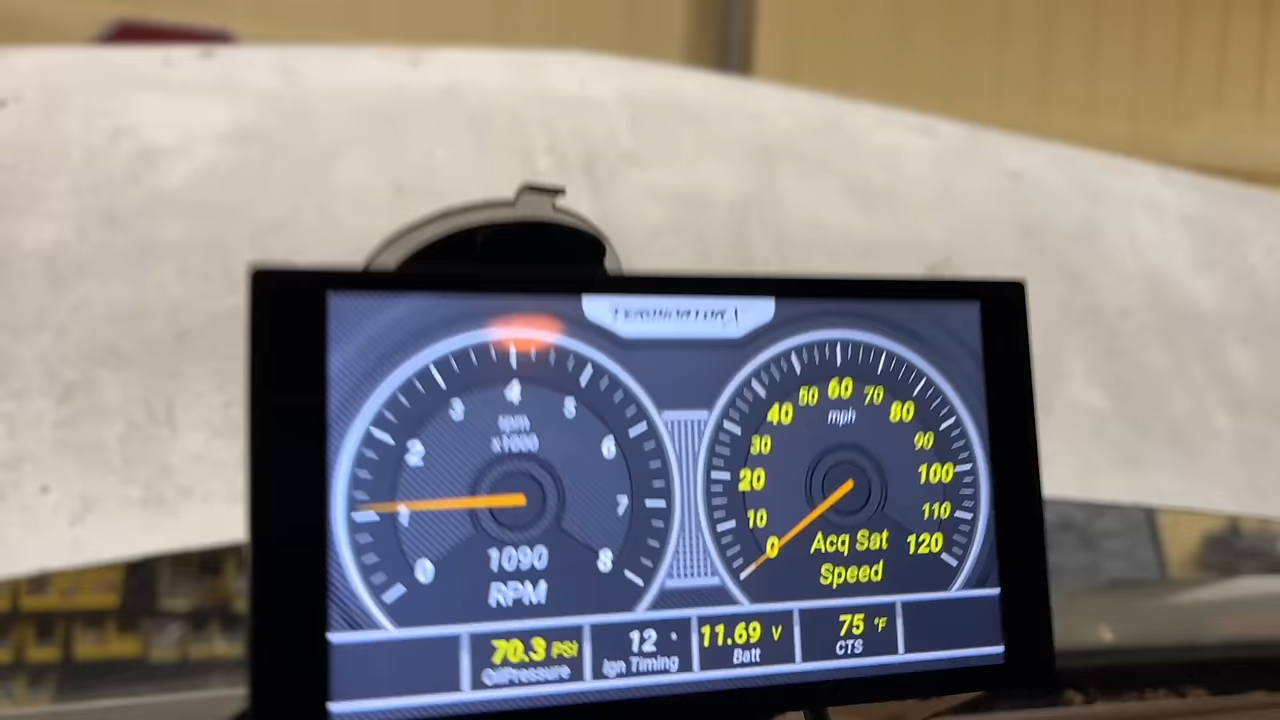 4
3 5
rpm
x1000
2 6
1 7
0 8
1090
RPM
60
50 70
40 80
mph
30 90
20 100
10 110
0 120
Acq Sat
Speed
70.3 PSI
OilPressure
12 °
Ign Timing
11.69 V
Batt
75 °F
CTS